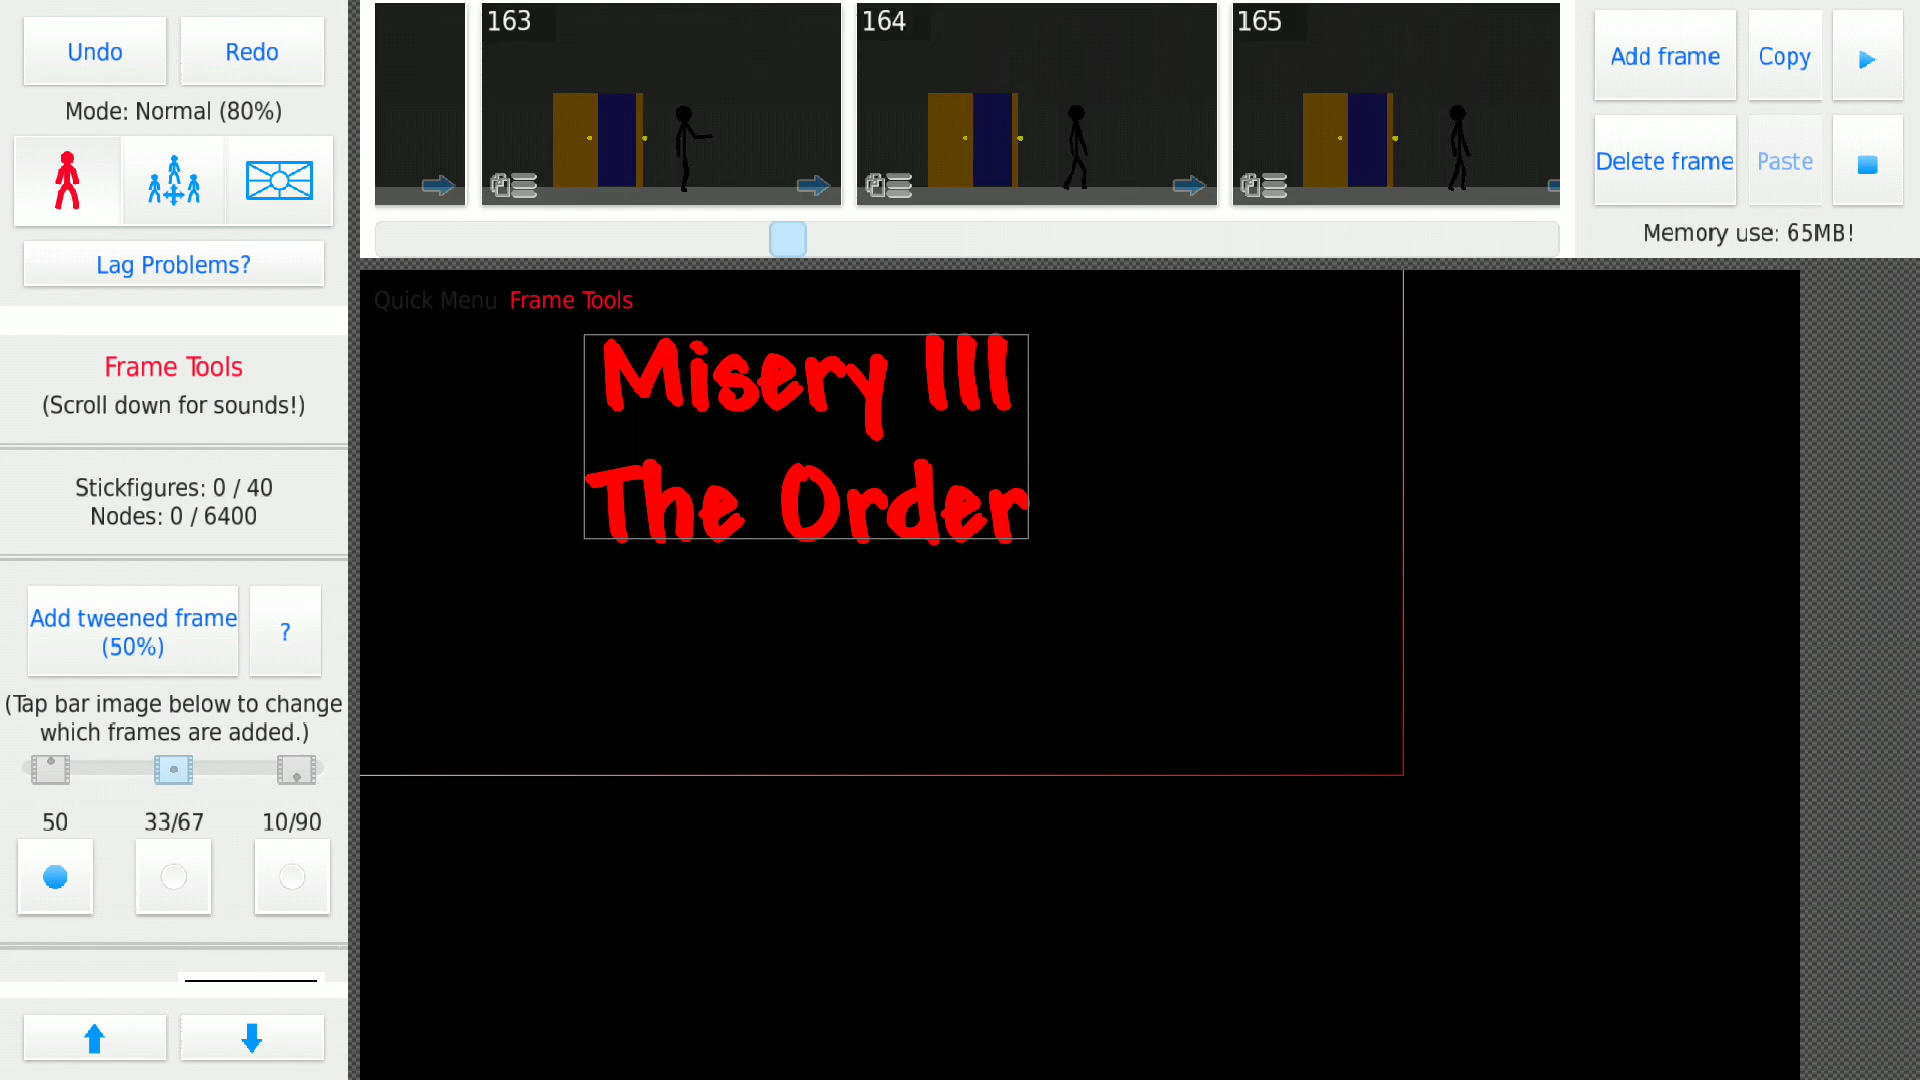 Undo
Redo
Mode: Normal (80%)
Lag Problems?
Frame Tools
(Scroll down for sounds!)
Stickfigures: 0 / 40
Nodes: 0 / 6400
Add tweened frame
(50%)
?
(Tap bar image below to change
which frames are added.)
50
33/67
10/90
163
164
165
Add frame
Copy
Delete frame
Paste
Memory use: 65MB!
Quick Menu
Frame Tools
Misery III
The Order